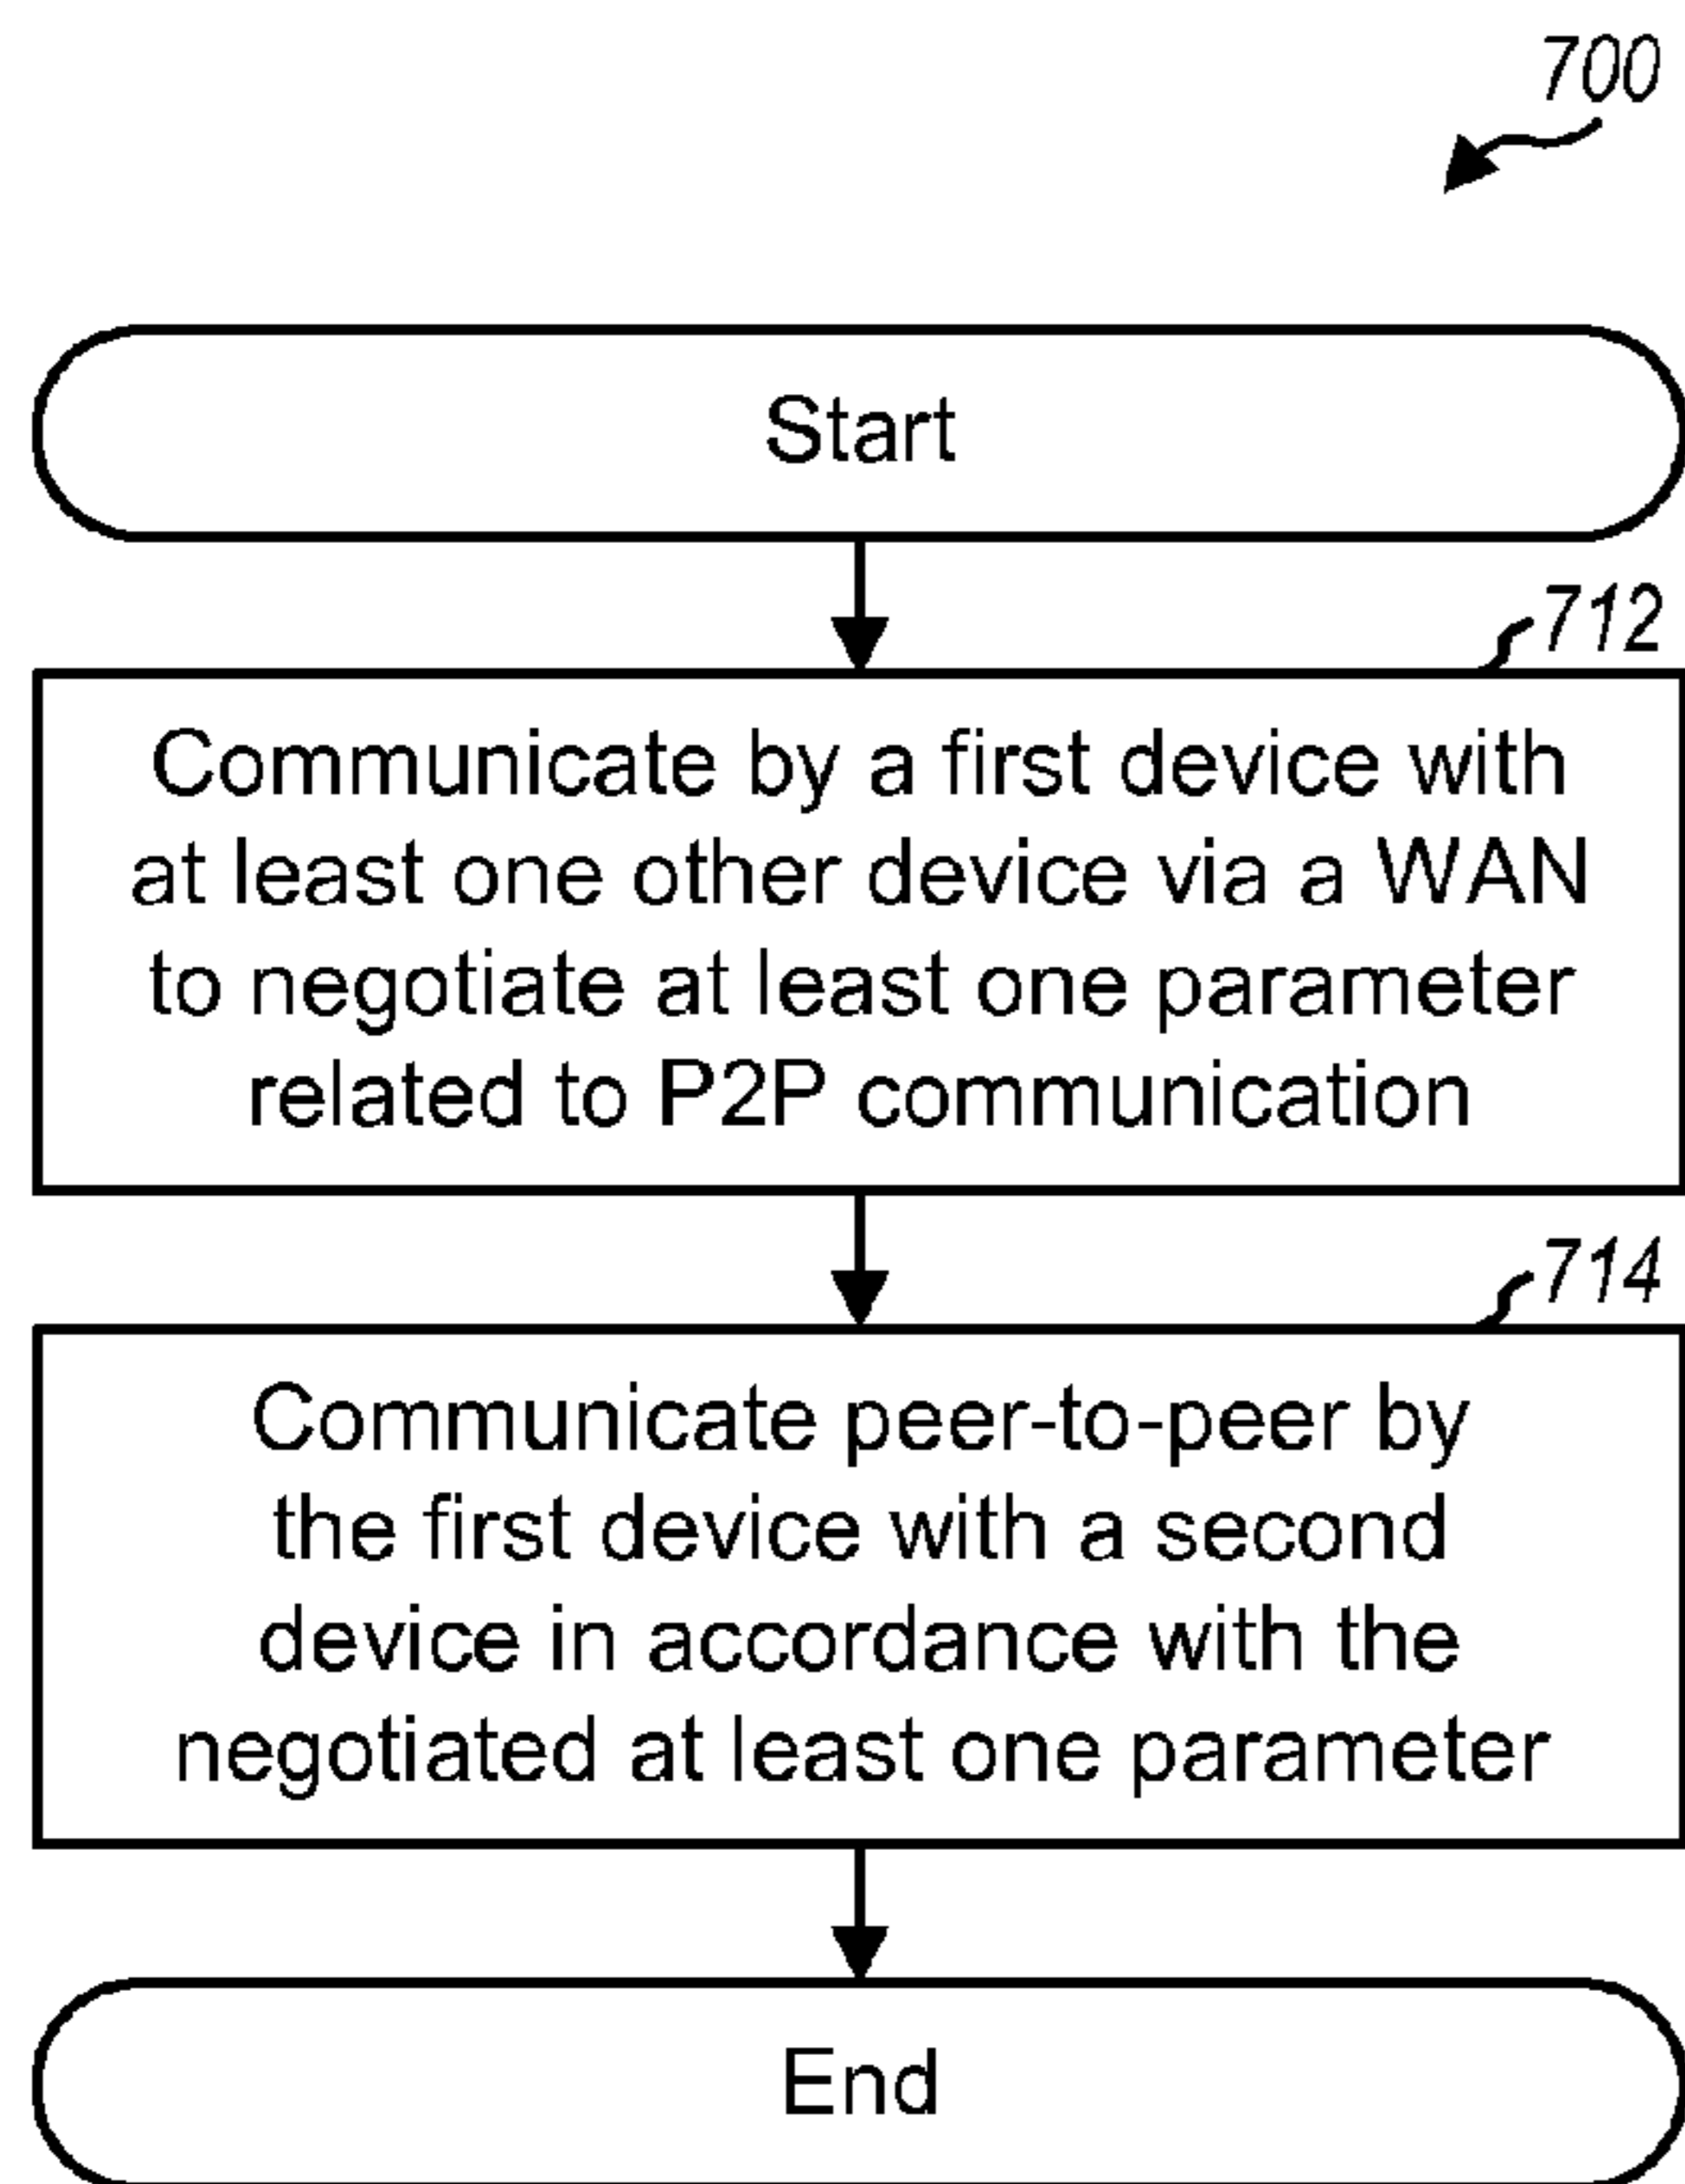 700
Start
712
Communicate by a first device with
at least one other device via a WAN
to negotiate at least one parameter
related to P2P communication
714
Communicate peer-to-peer by
the first device with a second
device in accordance with the
negotiated at least one parameter
End